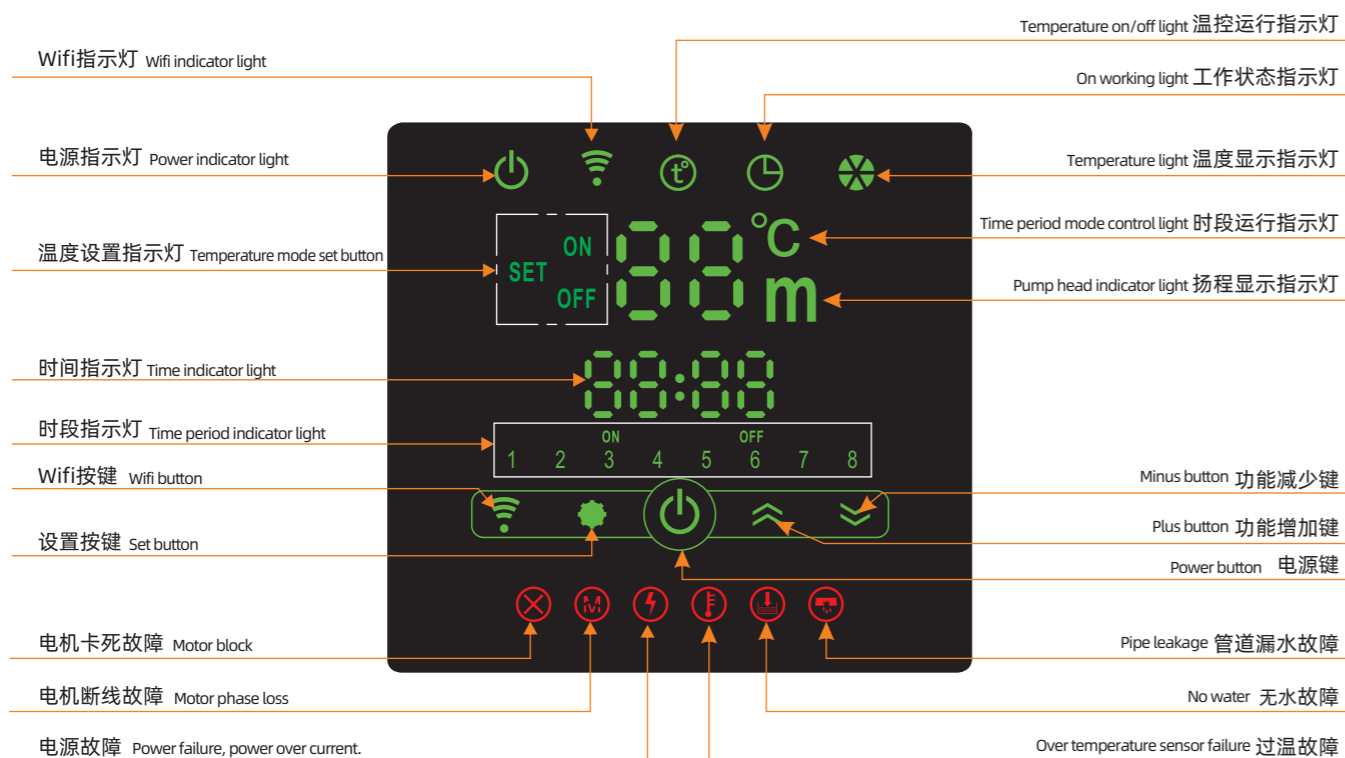 Wifi指示灯 Wifi indicator light
电源指示灯 Power indicator light
温度设置指示灯 Temperature mode set button
时间指示灯 Time indicator light
时段指示灯 Time period indicator light
Wifi按键 Wifi button
设置按键 Set button
电机卡死故障 Motor block
电机断线故障 Motor phase loss
电源故障 Power failure, power over current.
t°
SET
ON
OFF
88
°C
m
88:88
ON OFF
1 2 3 4 5 6 7 8
M
Temperature on/off light 温控运行指示灯
On working light 工作状态指示灯
Temperature light 温度显示指示灯
Time period mode control light 时段运行指示灯
Pump head indicator light 扬程显示指示灯
Minus button 功能减少键
Plus button 功能增加键
Power button 电源键
Pipe leakage 管道漏水故障
No water 无水故障
Over temperature sensor failure 过温故障